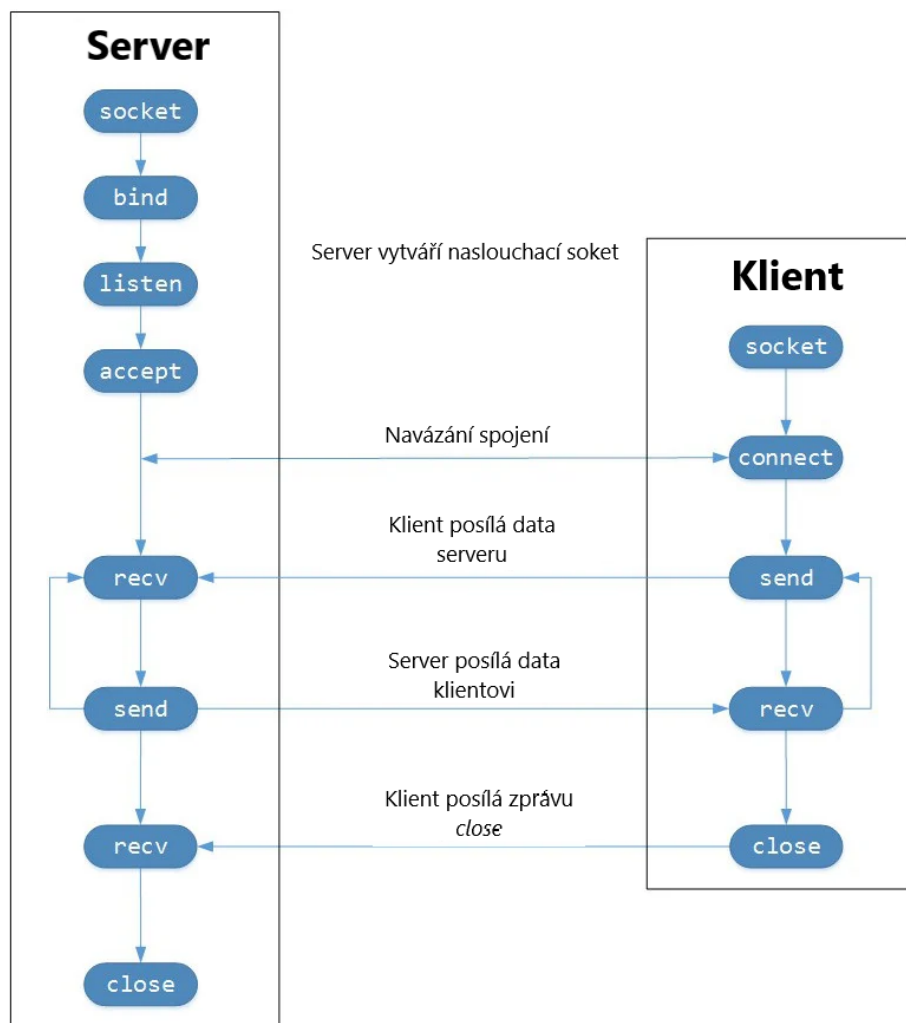 Server
socket
bind
listen
accept
recv
send
recv
close
Server vytváří naslouchací soket
Navázání spojení
Klient posílá data
serveru
Server posílá data
klientovi
Klient posílá zprávu
close
Klient
socket
connect
send
recv
close